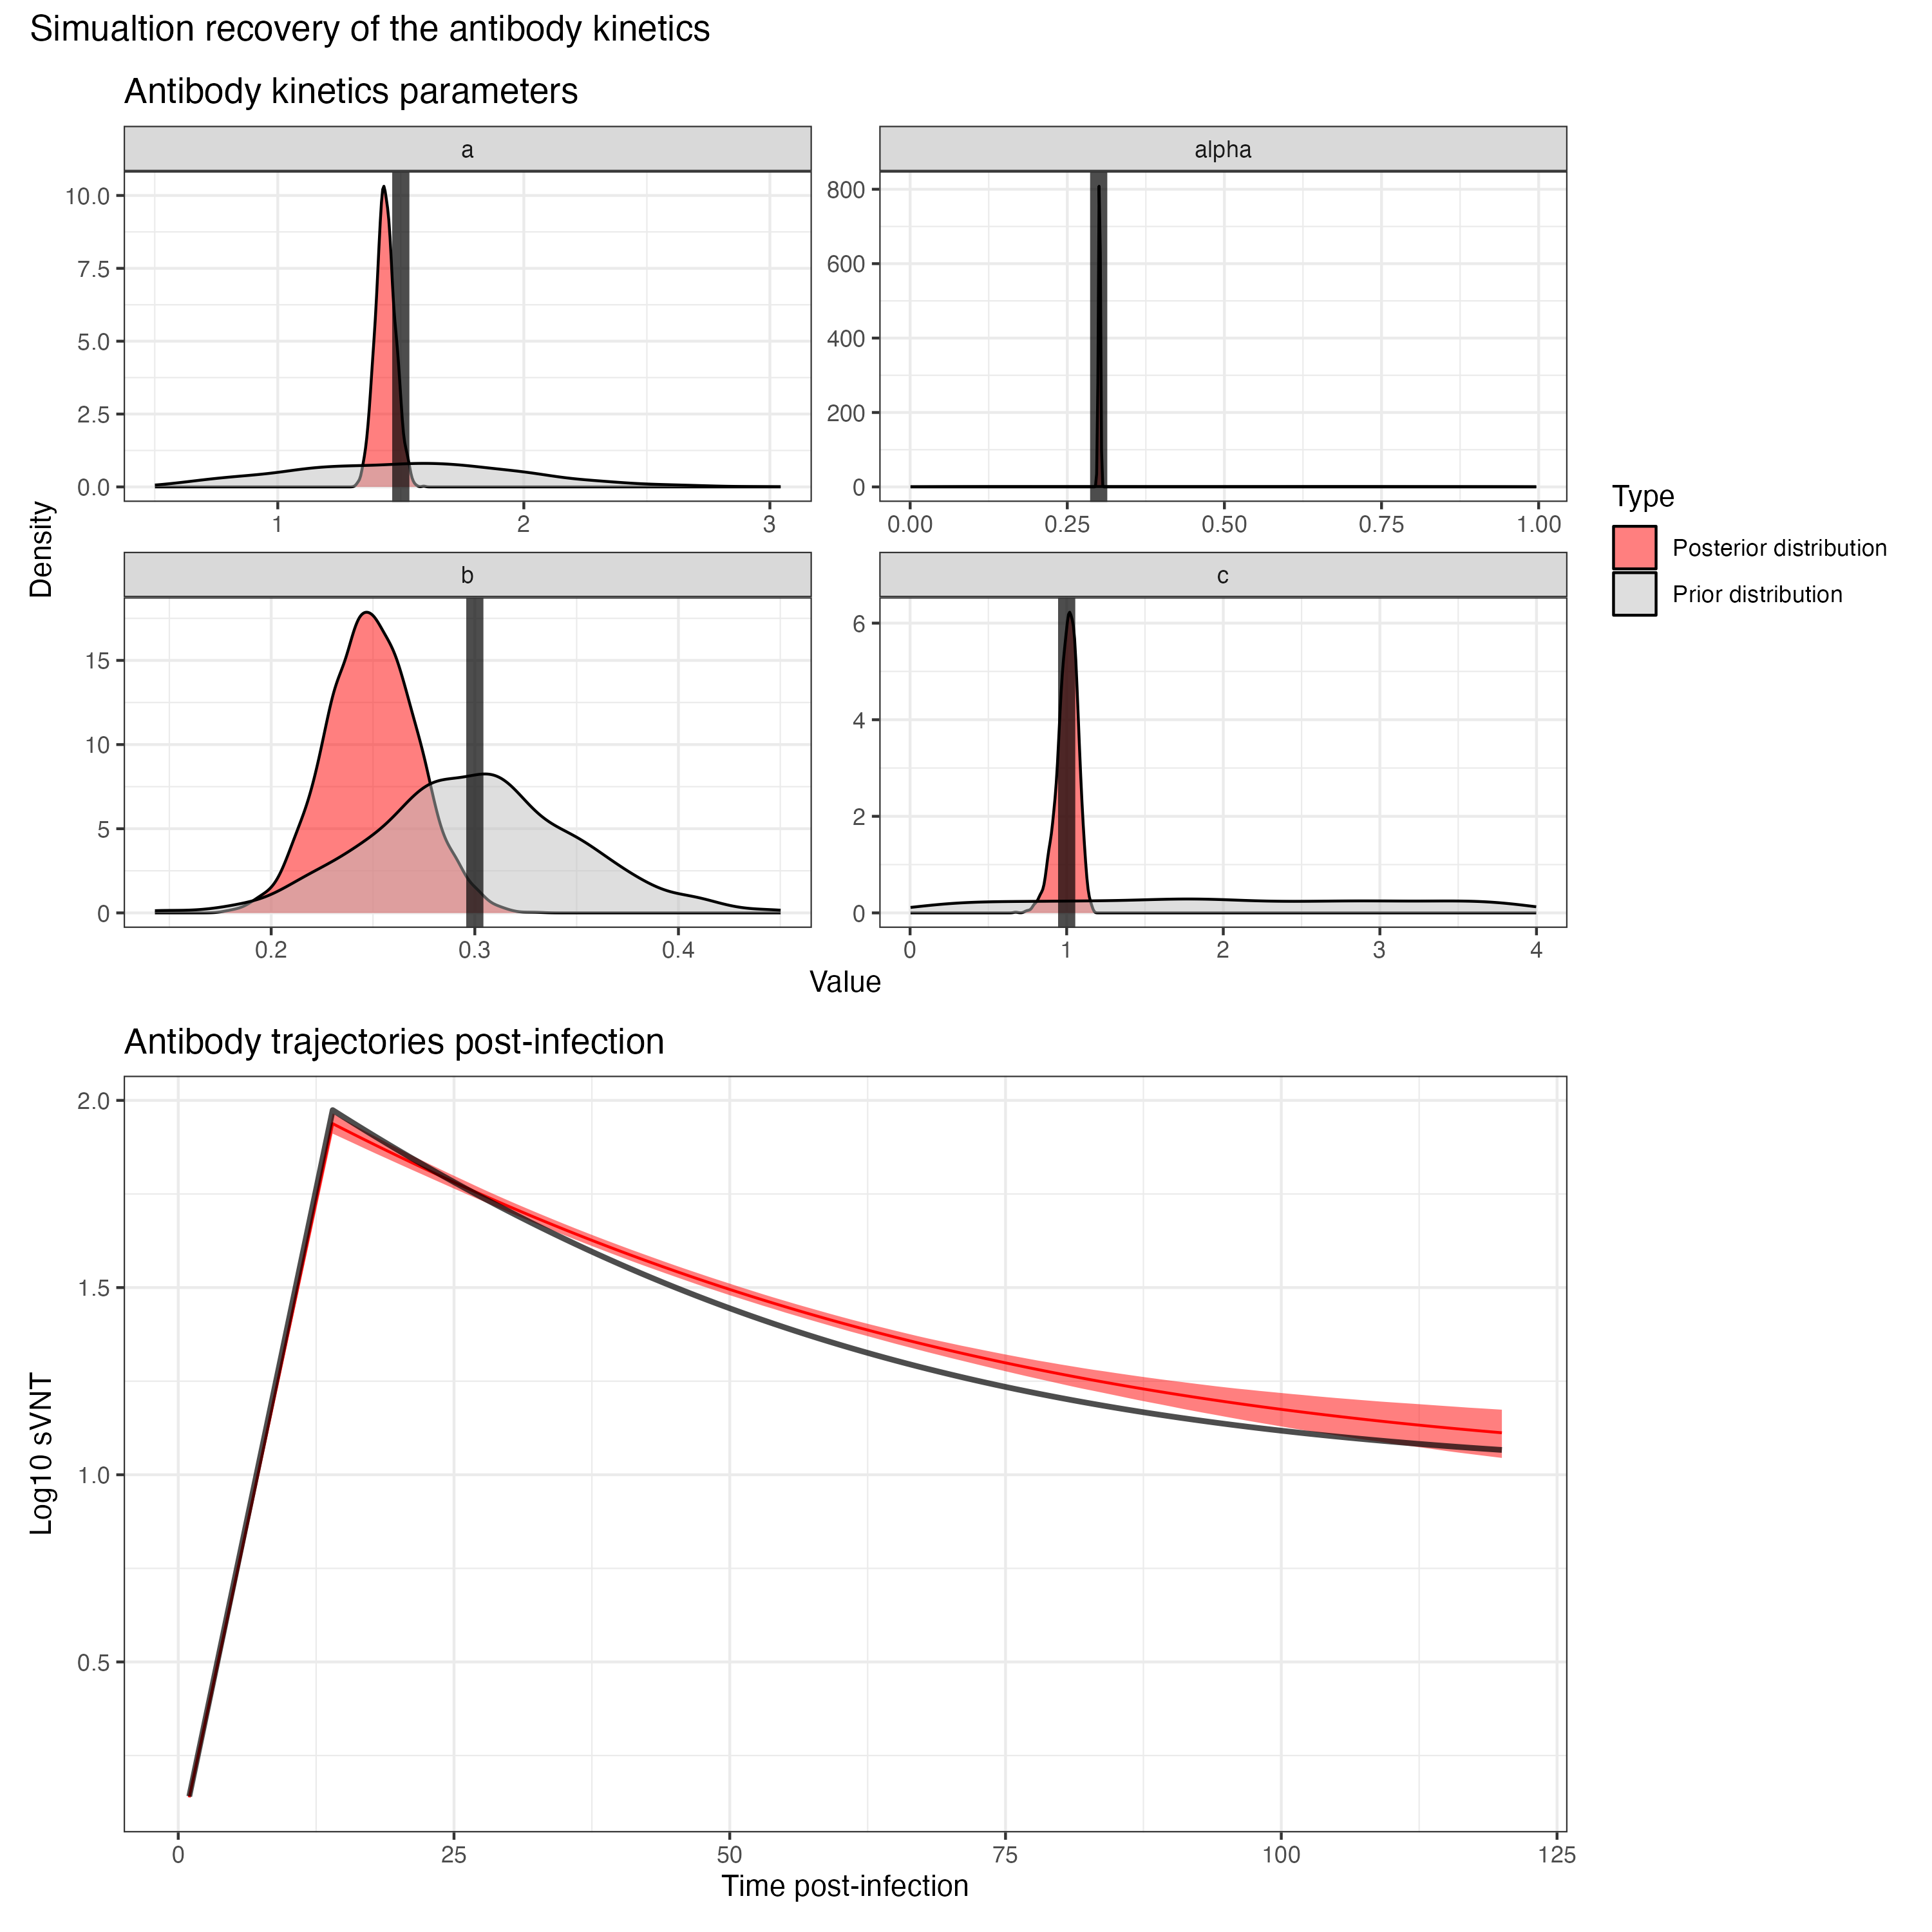 Simualtion recovery of the antibody kinetics
Antibody kinetics parameters
a
alpha
10.0
7.5
5.0
2.5
0.0
1 2 3
800
600
400
200
0
0.00 0.25 0.50 0.75 1.00
Density
b
c
15
10
5
0
0.2 0.3 0.4
6
4
2
0
0 1 2 3 4
Value
Type
Posterior distribution
Prior distribution
Antibody trajectories post-infection
Log10 sVNT
2.0
1.5
1.0
0.5
0 25 50 75 100 125
Time post-infection